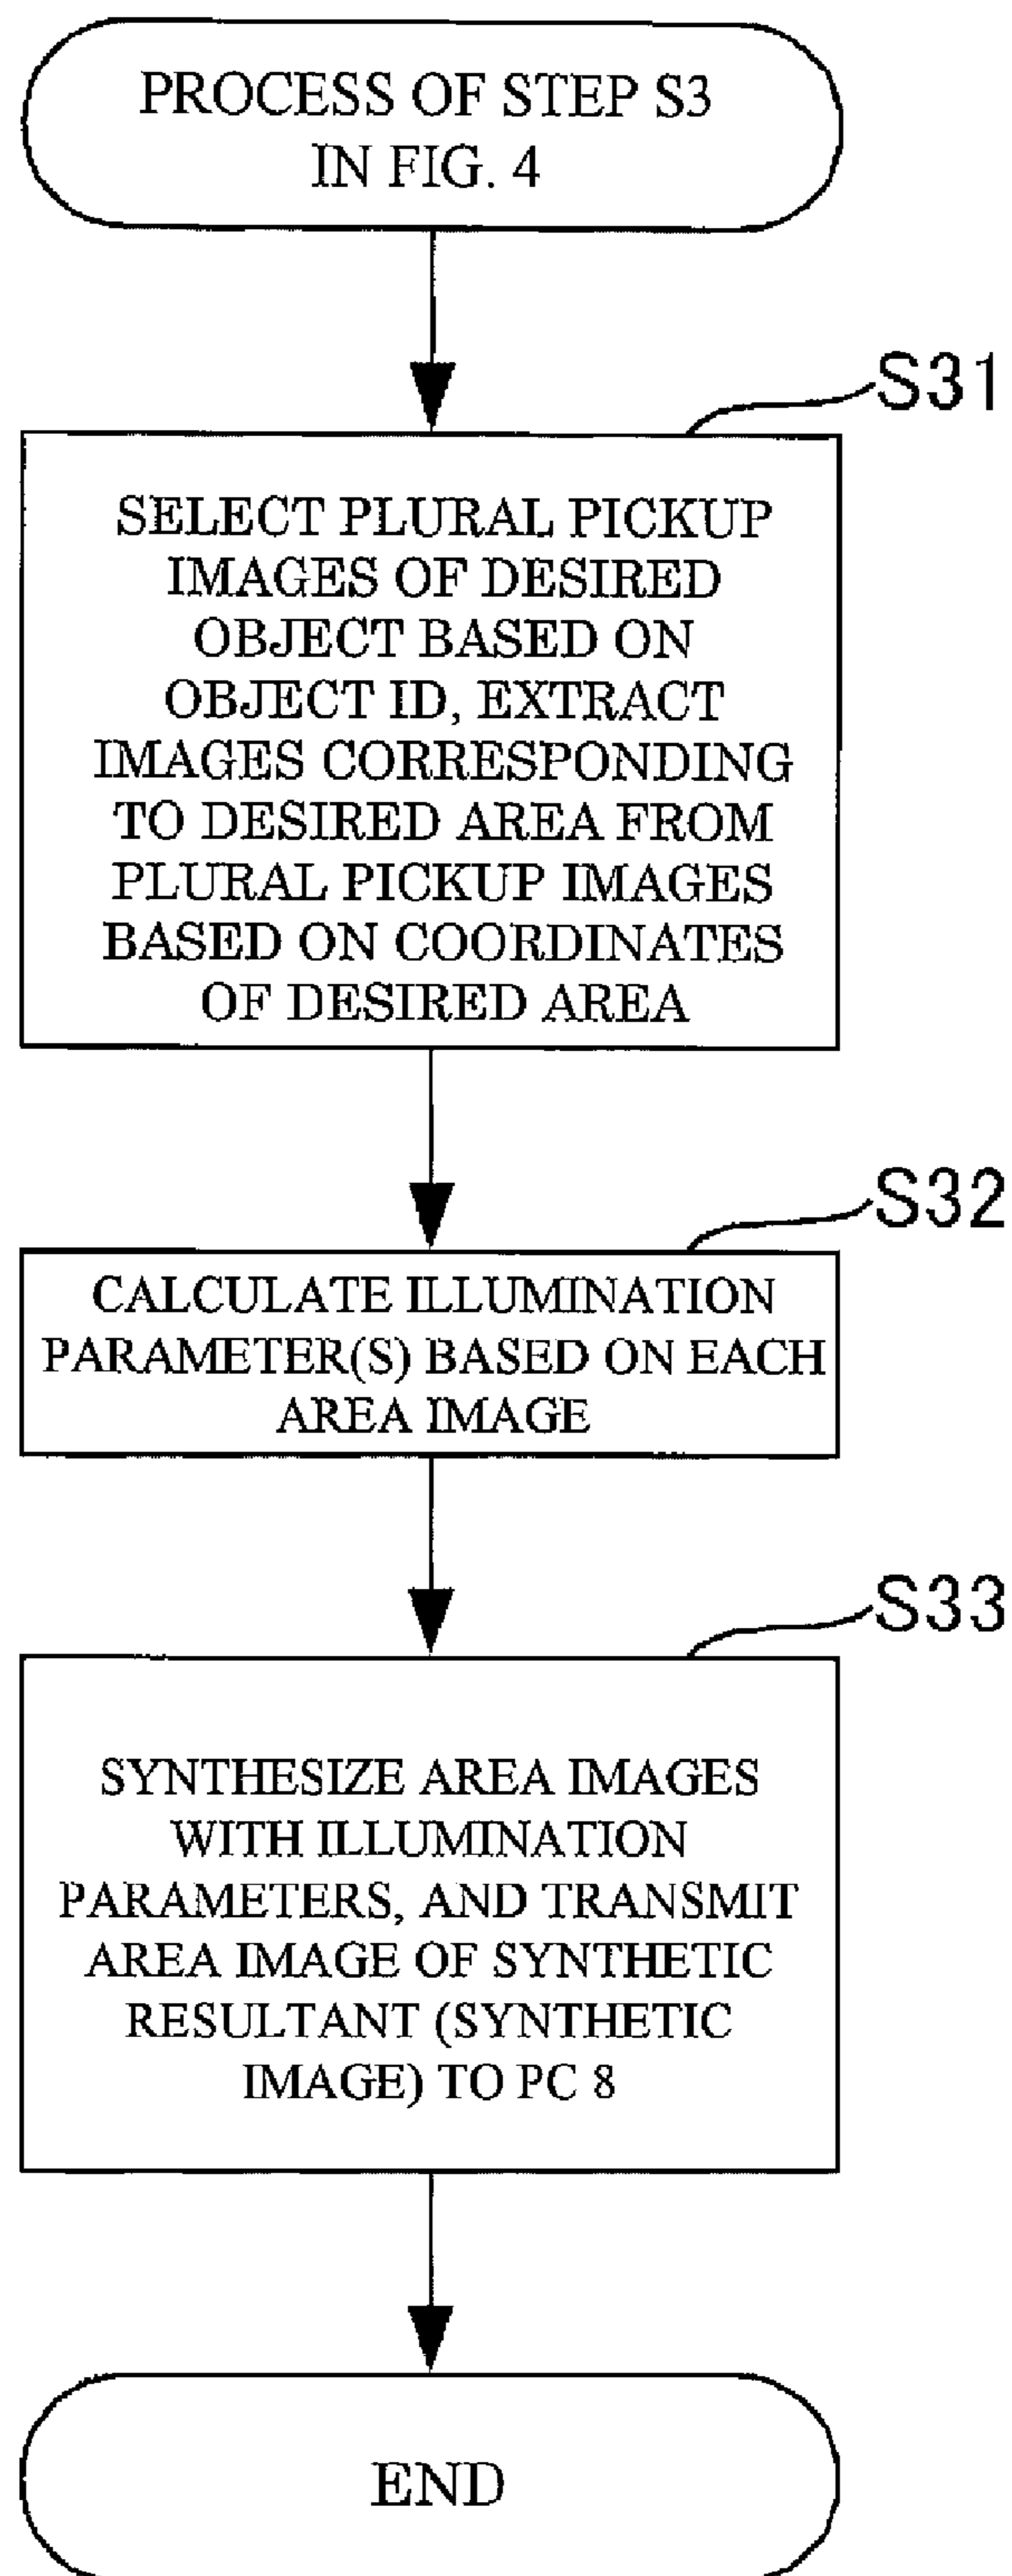 PROCESS OF STEP S3
IN FIG. 4
S31
SELECT PLURAL PICKUP
IMAGES OF DESIRED
OBJECT BASED ON
OBJECT ID, EXTRACT
IMAGES CORRESPONDING
TO DESIRED AREA FROM
PLURAL PICKUP IMAGES
BASED ON COORDINATES
OF DESIRED AREA
S32
CALCULATE ILLUMINATION
PARAMETER(S) BASED ON EACH
AREA IMAGE
S33
SYNTHESIZE AREA IMAGES
WITH ILLUMINATION
PARAMETERS, AND TRANSMIT
AREA IMAGE OF SYNTHETIC
RESULTANT (SYNTHETIC
IMAGE) TO PC 8
END